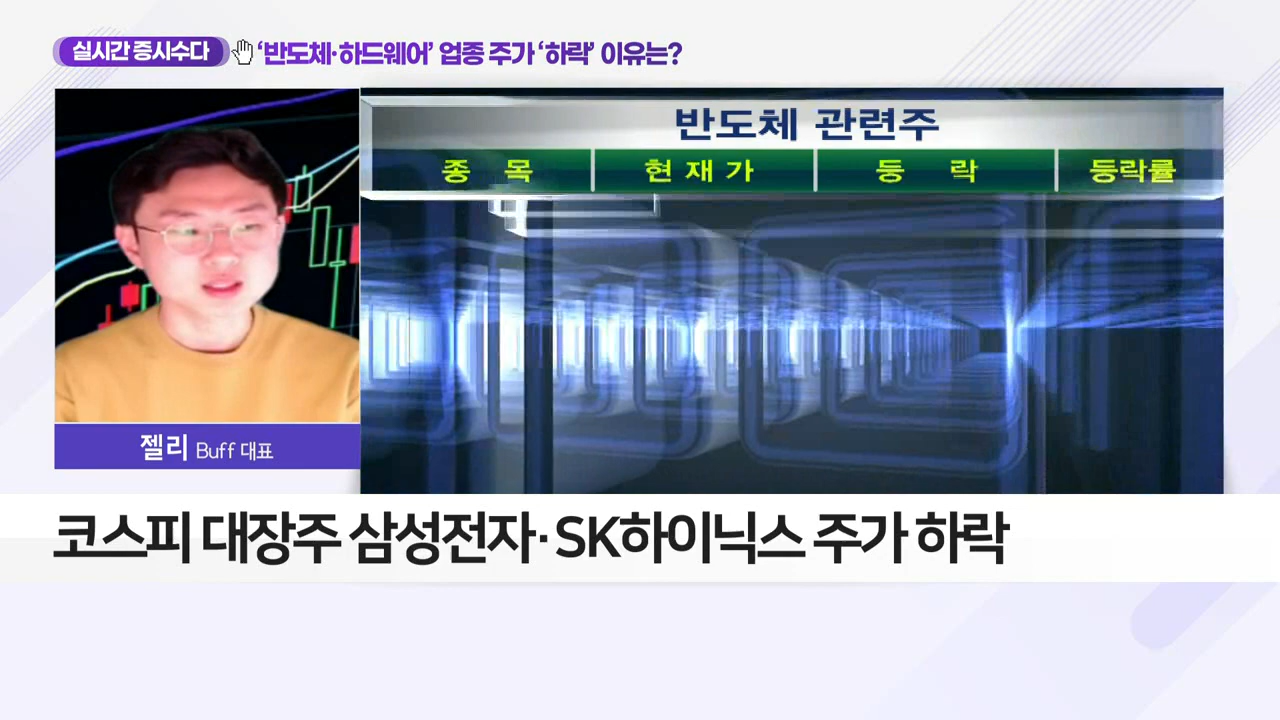 실시간 증시수다 ‘반도체·하드웨어’ 업종 주가 ‘하락’ 이유는?
반도체 관련주
종 목 현 재 가 등 락 등락률
젤리 Buff 대표
코스피 대장주 삼성전자·SK하이닉스 주가 하락